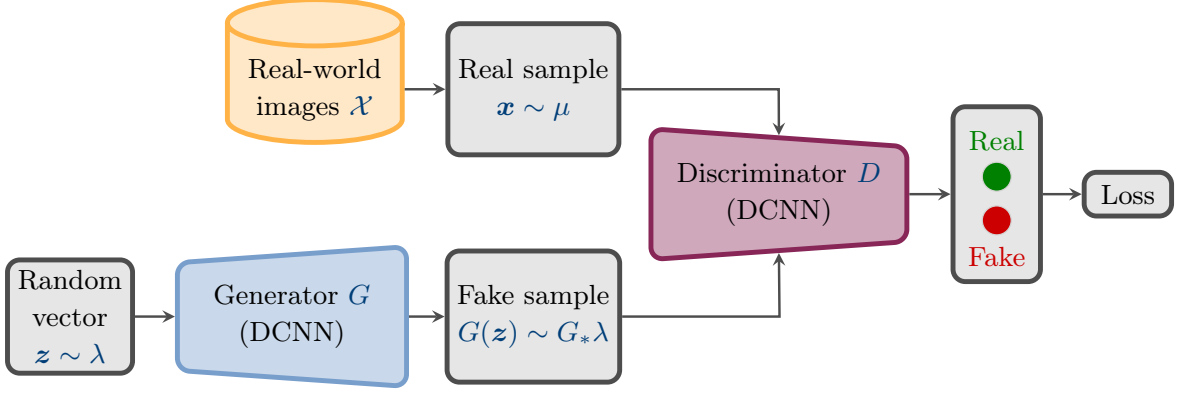 Real-world
images 𝒳
Real sample
𝒙 ∼ μ
Discriminator D
(DCNN)
Real
Fake
Loss
Random
vector
𝒛 ∼ λ
Generator G
(DCNN)
Fake sample
G(𝒛) ∼ G∗λ